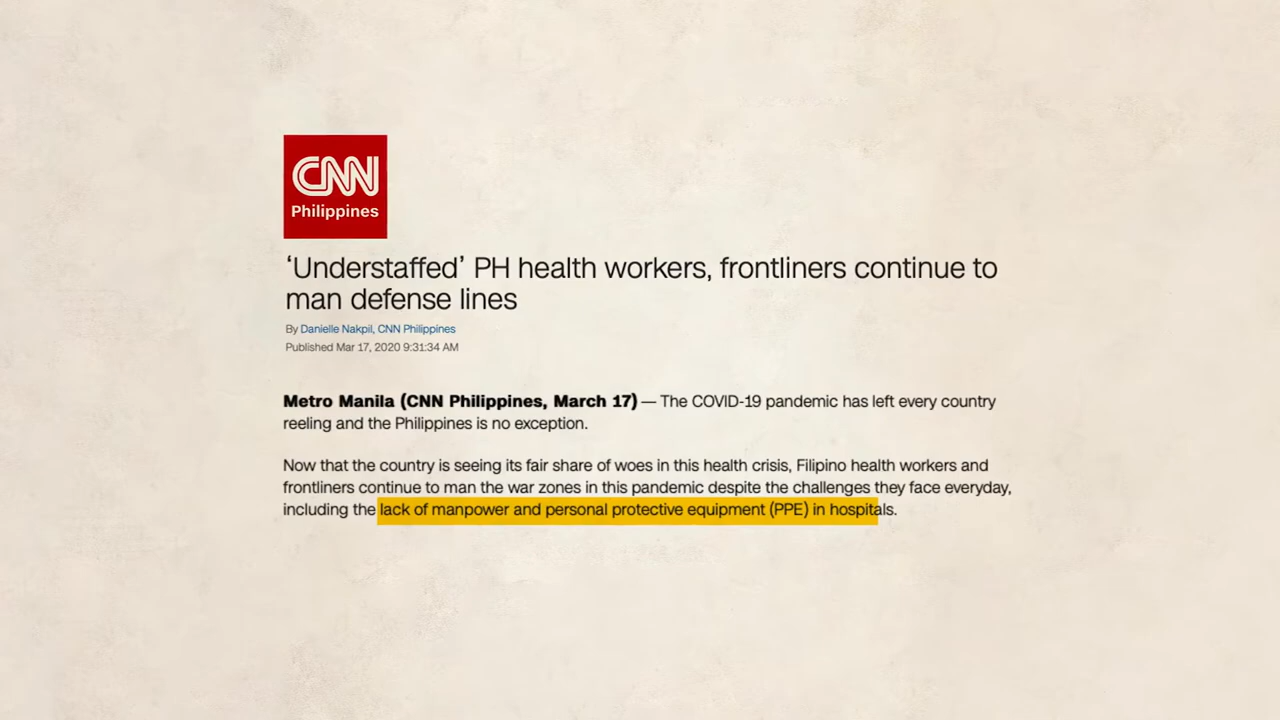 CNN
Philippines
‘Understaffed’ PH health workers, frontliners continue to
man defense lines
By Danielle Nakpil, CNN Philippines
Published Mar 17, 2020 9:31:34 AM
Metro Manila (CNN Philippines, March 17) — The COVID-19 pandemic has left every country
reeling and the Philippines is no exception.
Now that the country is seeing its fair share of woes in this health crisis, Filipino health workers and
frontliners continue to man the war zones in this pandemic despite the challenges they face everyday,
including the lack of manpower and personal protective equipment (PPE) in hospitals.